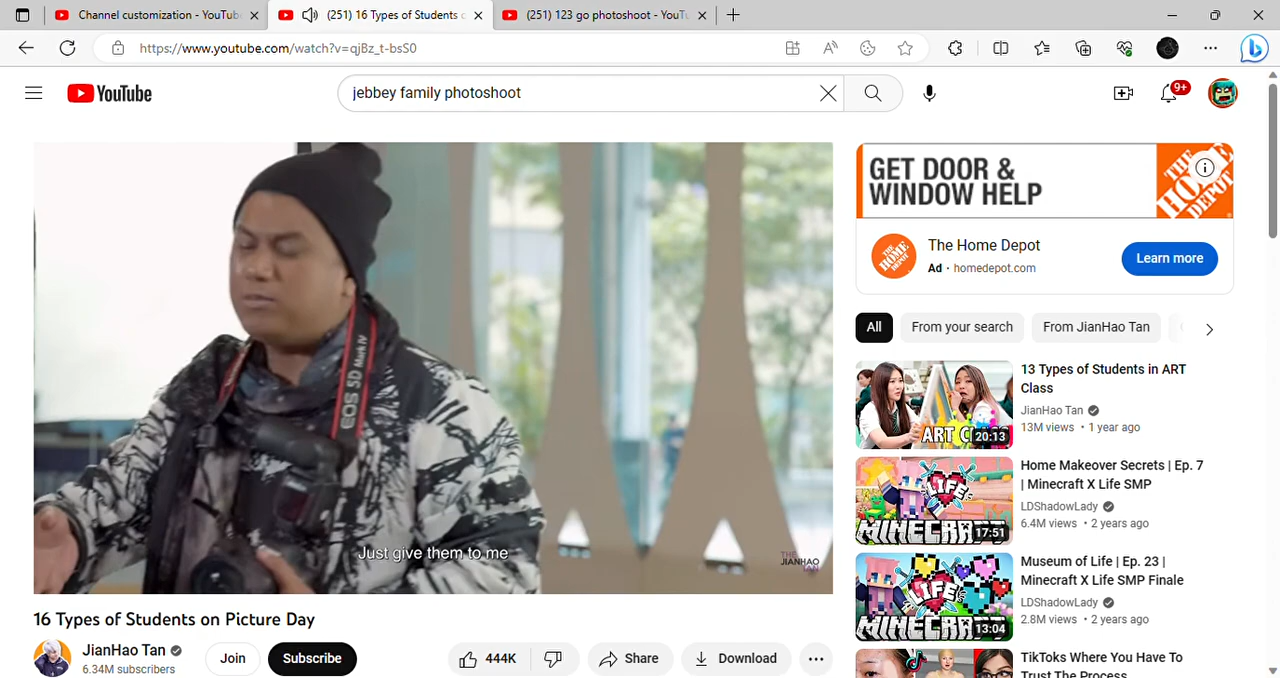 Channel customization - YouTube
(251) 16 Types of Students o
(251) 123 go photoshoot - YouTu
https://www.youtube.com/watch?v=qjBz_t-bsS0
YouTube
jebbey family photoshoot
9+
EOS 5D Mark IV
Just give them to me
THE JIANHAO TAN
GET DOOR &
WINDOW HELP
THE HOME DEPOT
The Home Depot
Ad · homedepot.com
Learn more
All
From your search
From JianHao Tan
13 Types of Students in ART
Class
JianHao Tan
13M views · 1 year ago
ART CLASS
20:13
Home Makeover Secrets | Ep. 7
| Minecraft X Life SMP
LDShadowLady
6.4M views · 2 years ago
LIFE
MINECRAFT
17:51
Museum of Life | Ep. 23 |
Minecraft X Life SMP Finale
LDShadowLady
2.8M views · 2 years ago
LIFE
MINECRAFT
13:04
TikToks Where You Have To
Trust The Process
16 Types of Students on Picture Day
JianHao Tan
6.34M subscribers
Join
Subscribe
444K
Share
Download